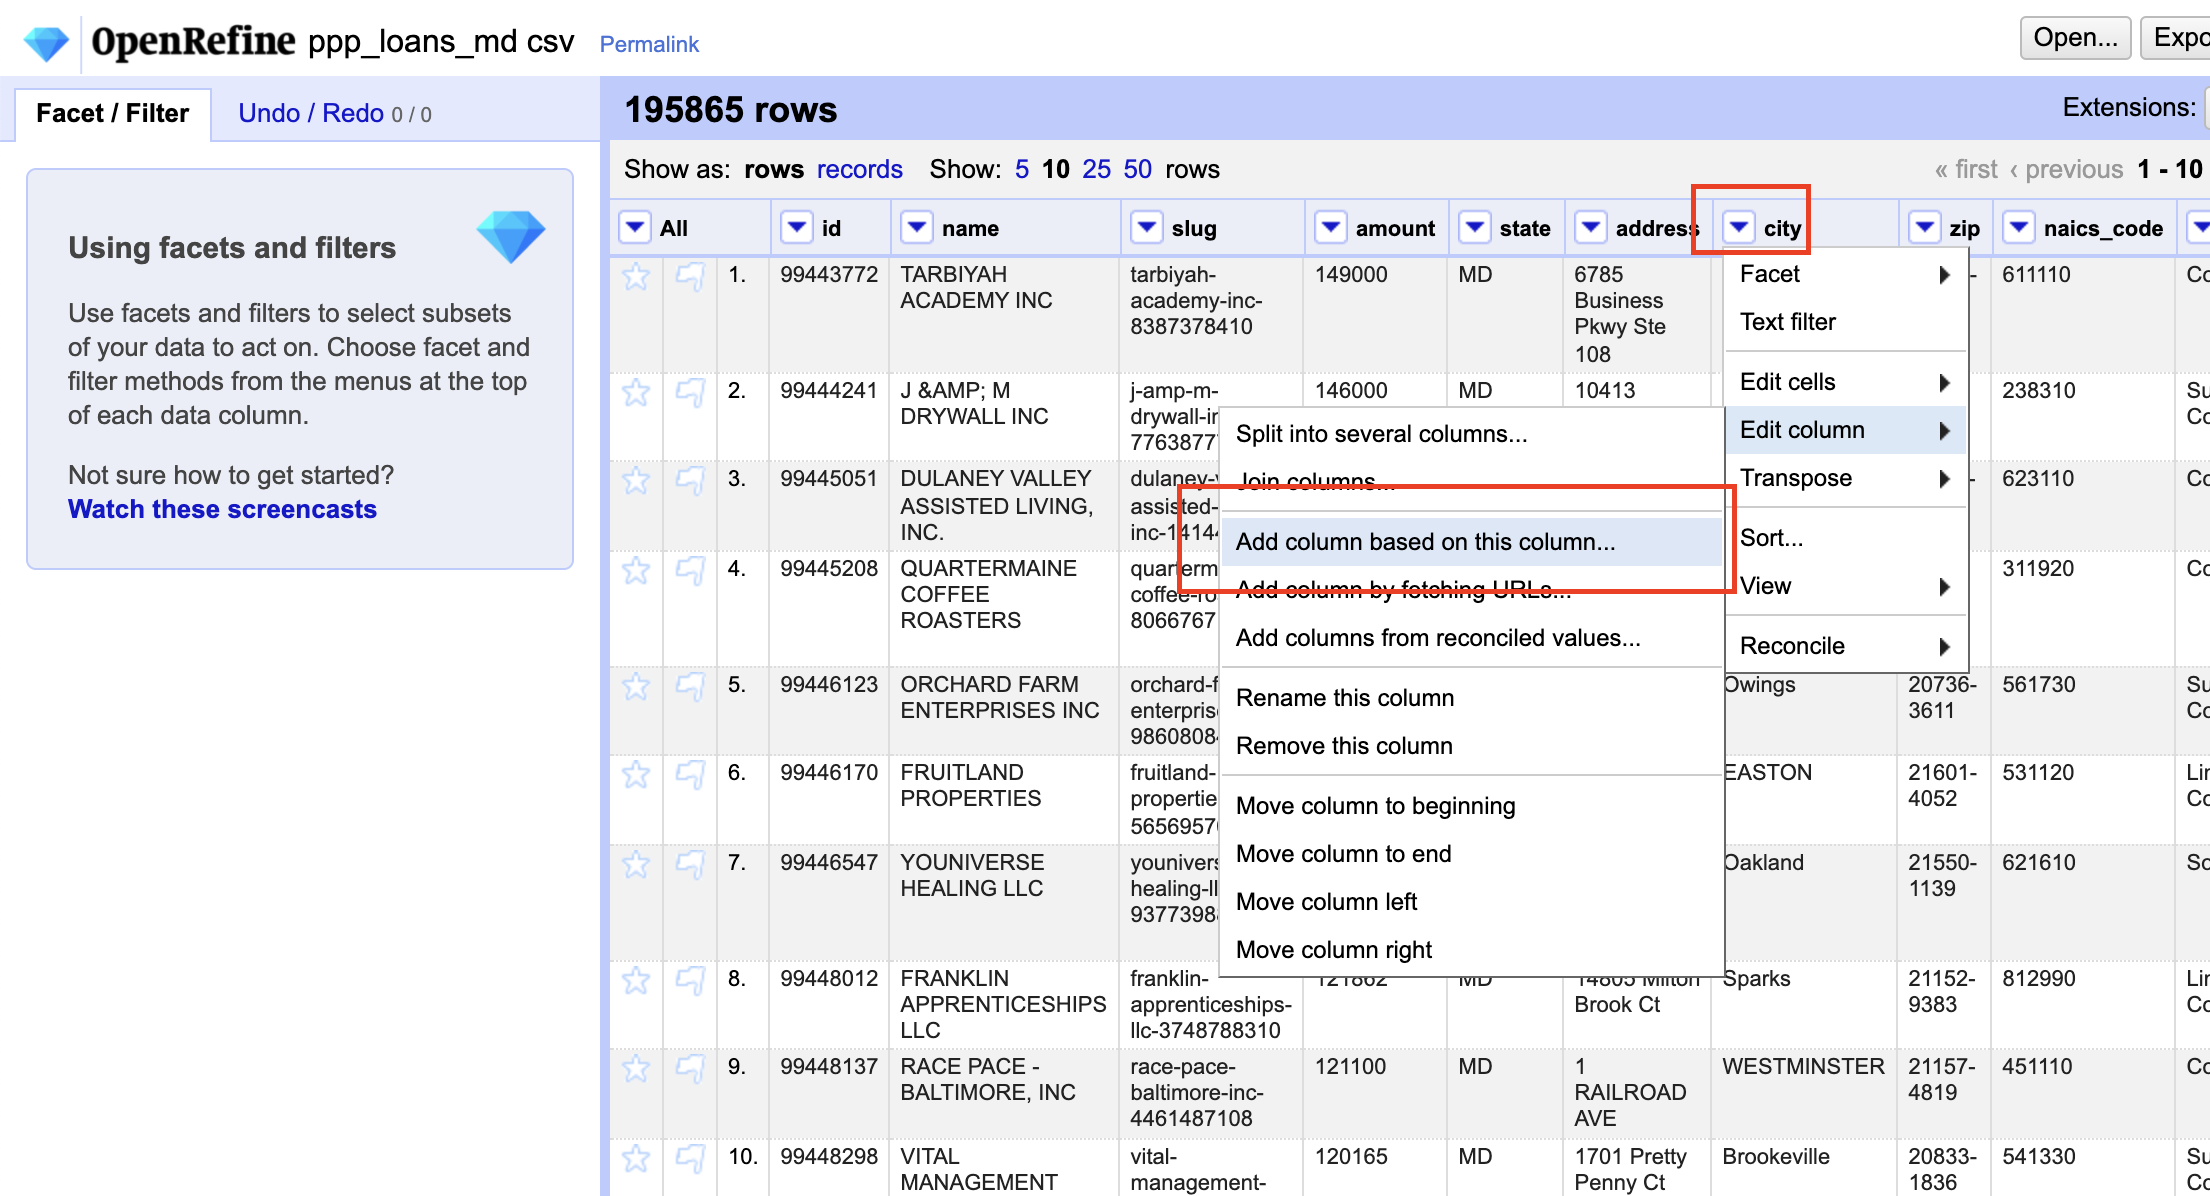 OpenRefine ppp_loans_md csv Permalink
Open...
Facet / Filter Undo / Redo 0 / 0
195865 rows
Extensions:
Using facets and filters
Use facets and filters to select subsets
of your data to act on. Choose facet and
filter methods from the menus at the top
of each data column.
Not sure how to get started?
Watch these screencasts
Show as: rows records Show: 5 10 25 50 rows
« first ‹ previous 1 - 10
All id name slug amount state address city zip naics_code
1. 99443772 TARBIYAH ACADEMY INC tarbiyah-academy-inc-8387378410 149000 MD 6785 Business Pkwy Ste 108 611110
2. 99444241 J &AMP; M DRYWALL INC j-amp-m-drywall-in 7763877 146000 MD 10413 238310
3. 99445051 DULANEY VALLEY ASSISTED LIVING, INC. dulaney- assisted- inc-1414 623110
4. 99445208 QUARTERMAINE COFFEE ROASTERS quarterm coffee-ro 8066767 311920
5. 99446123 ORCHARD FARM ENTERPRISES INC orchard-f enterprise 9860808 Owings 20736-3611 561730
6. 99446170 FRUITLAND PROPERTIES fruitland- propertie 5656957 EASTON 21601-4052 531120
7. 99446547 YOUNIVERSE HEALING LLC younivers healing-ll 9377398 Oakland 21550-1139 621610
8. 99448012 FRANKLIN APPRENTICESHIPS LLC franklin-apprenticeships-llc-3748788310 121862 MD 14805 Milton Brook Ct Sparks 21152-9383 812990
9. 99448137 RACE PACE - BALTIMORE, INC race-pace-baltimore-inc-4461487108 121100 MD 1 RAILROAD AVE WESTMINSTER 21157-4819 451110
10. 99448298 VITAL MANAGEMENT vital-management- 120165 MD 1701 Pretty Penny Ct Brookeville 20833-1836 541330
Facet
Text filter
Edit cells
Edit column
Transpose
Sort...
View
Reconcile
Split into several columns...
Join columns...
Add column based on this column...
Add column by fetching URLs...
Add columns from reconciled values...
Rename this column
Remove this column
Move column to beginning
Move column to end
Move column left
Move column right